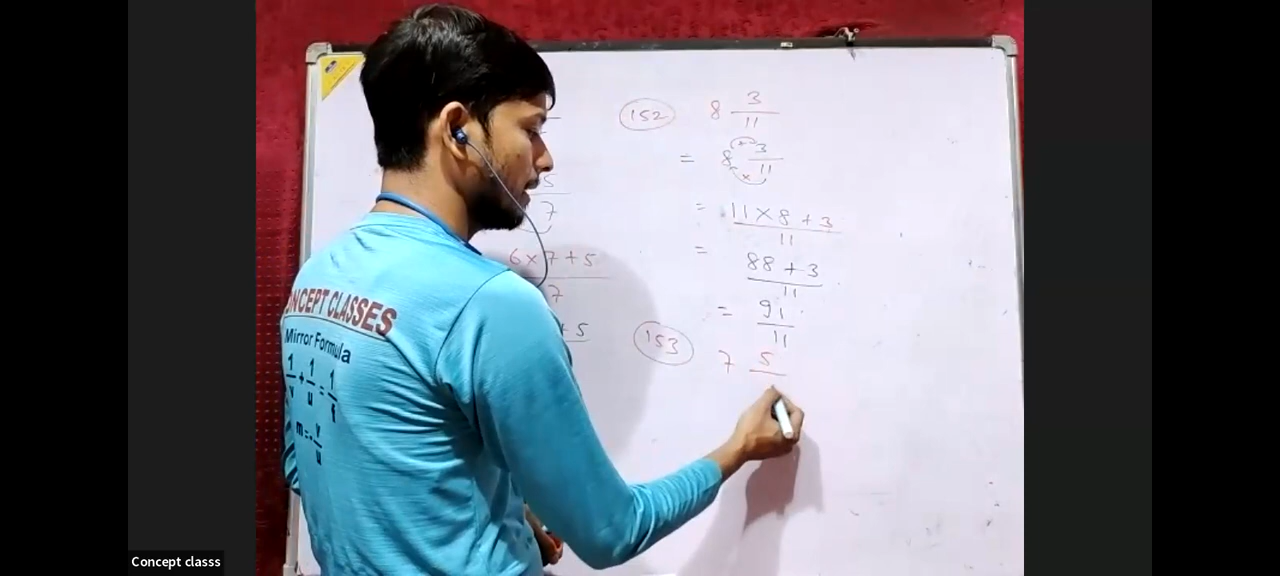 5
7
6 × 7 + 5
7
+ 5
152 8 3/11
= 8 3/11
+
×
= 11 × 8 + 3 / 11
= 88 + 3 / 11
= 91/11
153 7 5
CONCEPT CLASSES
Mirror Formula
1/v + 1/u = 1/f
m = - v/u
Concept classs